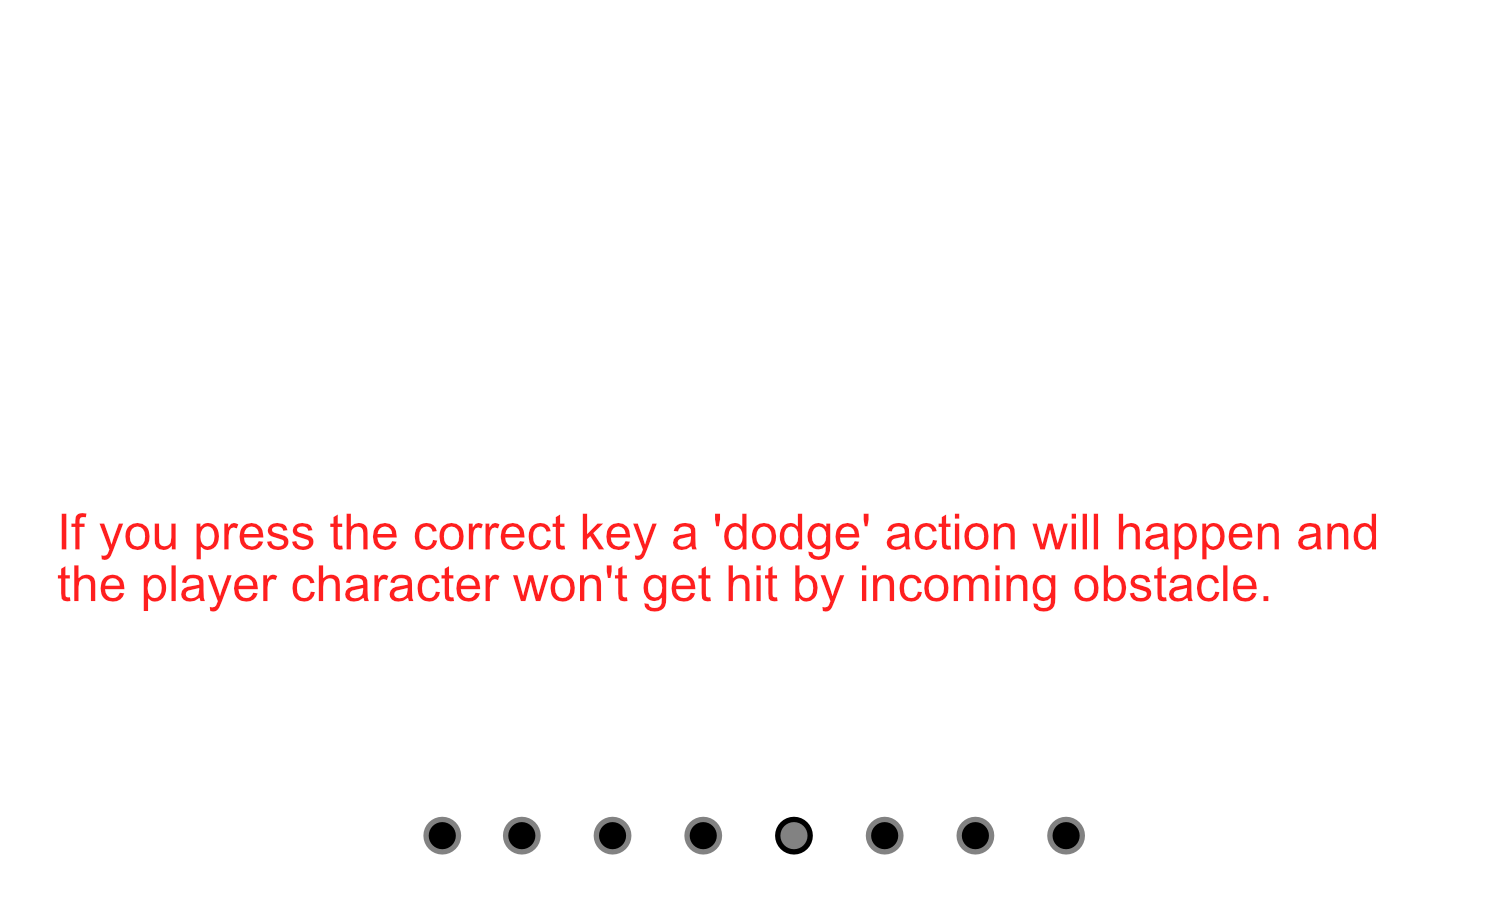 If you press the correct key a 'dodge' action will happen and
the player character won't get hit by incoming obstacle.